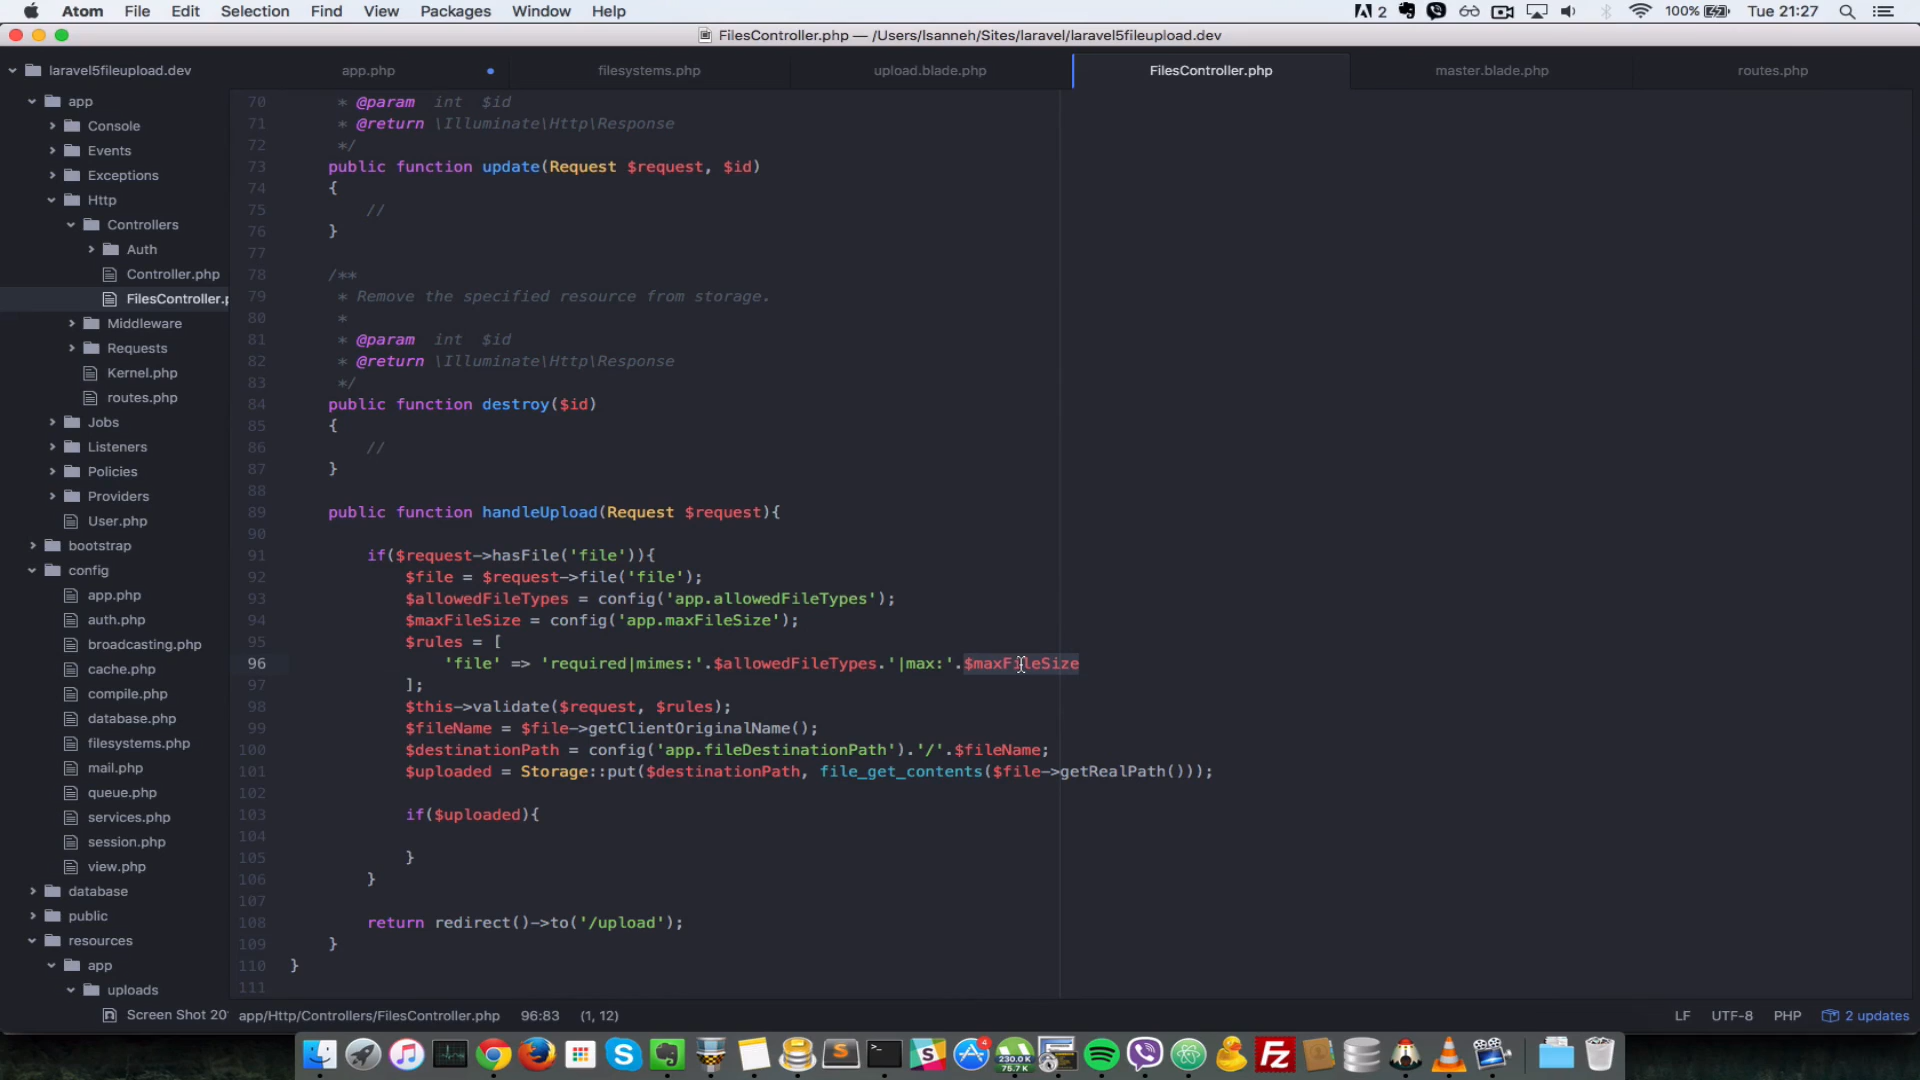 Atom File Edit Selection Find View Packages Window Help
2 100% Tue 21:27
FilesController.php — /Users/lsanneh/Sites/laravel/laravel5fileupload.dev
laravel5fileupload.dev
app.php filesystems.php upload.blade.php FilesController.php master.blade.php routes.php
app
Console
Events
Exceptions
Http
Controllers
Auth
Controller.php
FilesController.p
Middleware
Requests
Kernel.php
routes.php
Jobs
Listeners
Policies
Providers
User.php
bootstrap
config
app.php
auth.php
broadcasting.php
cache.php
compile.php
database.php
filesystems.php
mail.php
queue.php
services.php
session.php
view.php
database
public
resources
app
uploads
Screen Shot 20
70 * @param int $id
71 * @return \Illuminate\Http\Response
72 */
73 public function update(Request $request, $id)
74 {
75 //
76 }
77
78 /**
79 * Remove the specified resource from storage.
80 *
81 * @param int $id
82 * @return \Illuminate\Http\Response
83 */
84 public function destroy($id)
85 {
86 //
87 }
88
89 public function handleUpload(Request $request){
90
91 if($request->hasFile('file')){
92 $file = $request->file('file');
93 $allowedFileTypes = config('app.allowedFileTypes');
94 $maxFileSize = config('app.maxFileSize');
95 $rules = [
96 'file' => 'required|mimes:'.$allowedFileTypes.'|max:'.$maxFileSize
97 ];
98 $this->validate($request, $rules);
99 $fileName = $file->getClientOriginalName();
100 $destinationPath = config('app.fileDestinationPath').'/'.$fileName;
101 $uploaded = Storage::put($destinationPath, file_get_contents($file->getRealPath()));
102
103 if($uploaded){
104
105 }
106 }
107
108 return redirect()->to('/upload');
109 }
110 }
111
app/Http/Controllers/FilesController.php 96:83 (1, 12) LF UTF-8 PHP 2 updates
4
230.0 K
75.7 K